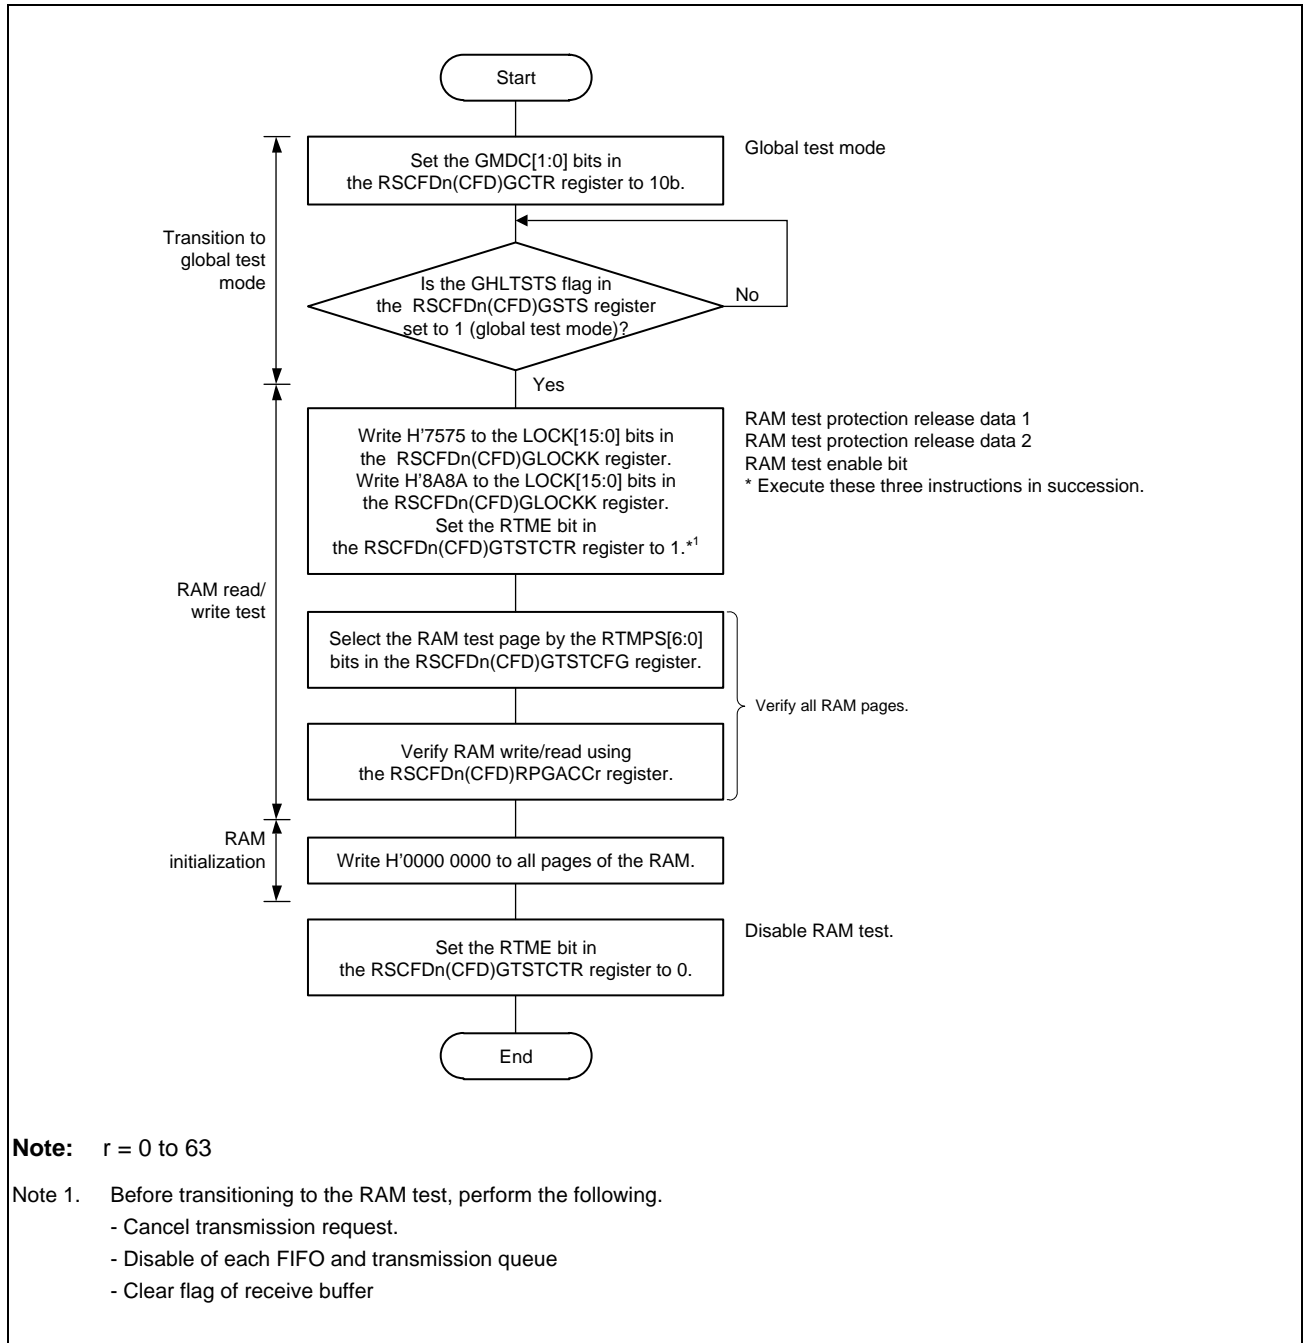 Start
Set the GMDC[1:0] bits in
the RSCFDn(CFD)GCTR register to 10b.
Global test mode
Transition to
global test
mode
Is the GHLTSTS flag in
the RSCFDn(CFD)GSTS register
set to 1 (global test mode)?
No
Yes
Write H'7575 to the LOCK[15:0] bits in
the RSCFDn(CFD)GLOCKK register.
Write H'8A8A to the LOCK[15:0] bits in
the RSCFDn(CFD)GLOCKK register.
Set the RTME bit in
the RSCFDn(CFD)GTSTCTR register to 1.*1
RAM test protection release data 1
RAM test protection release data 2
RAM test enable bit
* Execute these three instructions in succession.
RAM read/
write test
Select the RAM test page by the RTMPS[6:0]
bits in the RSCFDn(CFD)GTSTCFG register.
Verify all RAM pages.
Verify RAM write/read using
the RSCFDn(CFD)RPGACCr register.
RAM
initialization
Write H'0000 0000 to all pages of the RAM.
Set the RTME bit in
the RSCFDn(CFD)GTSTCTR register to 0.
Disable RAM test.
End
Note: r = 0 to 63
Note 1. Before transitioning to the RAM test, perform the following.
- Cancel transmission request.
- Disable of each FIFO and transmission queue
- Clear flag of receive buffer